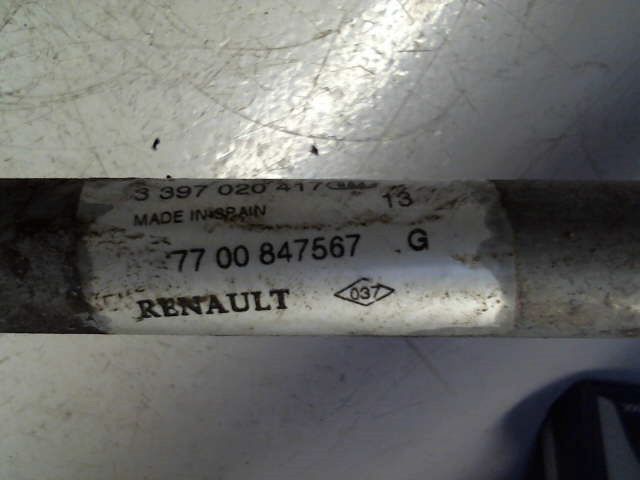 3 397 020 417 13
MADE IN SPAIN
77 00 847567 G
RENAULT 037